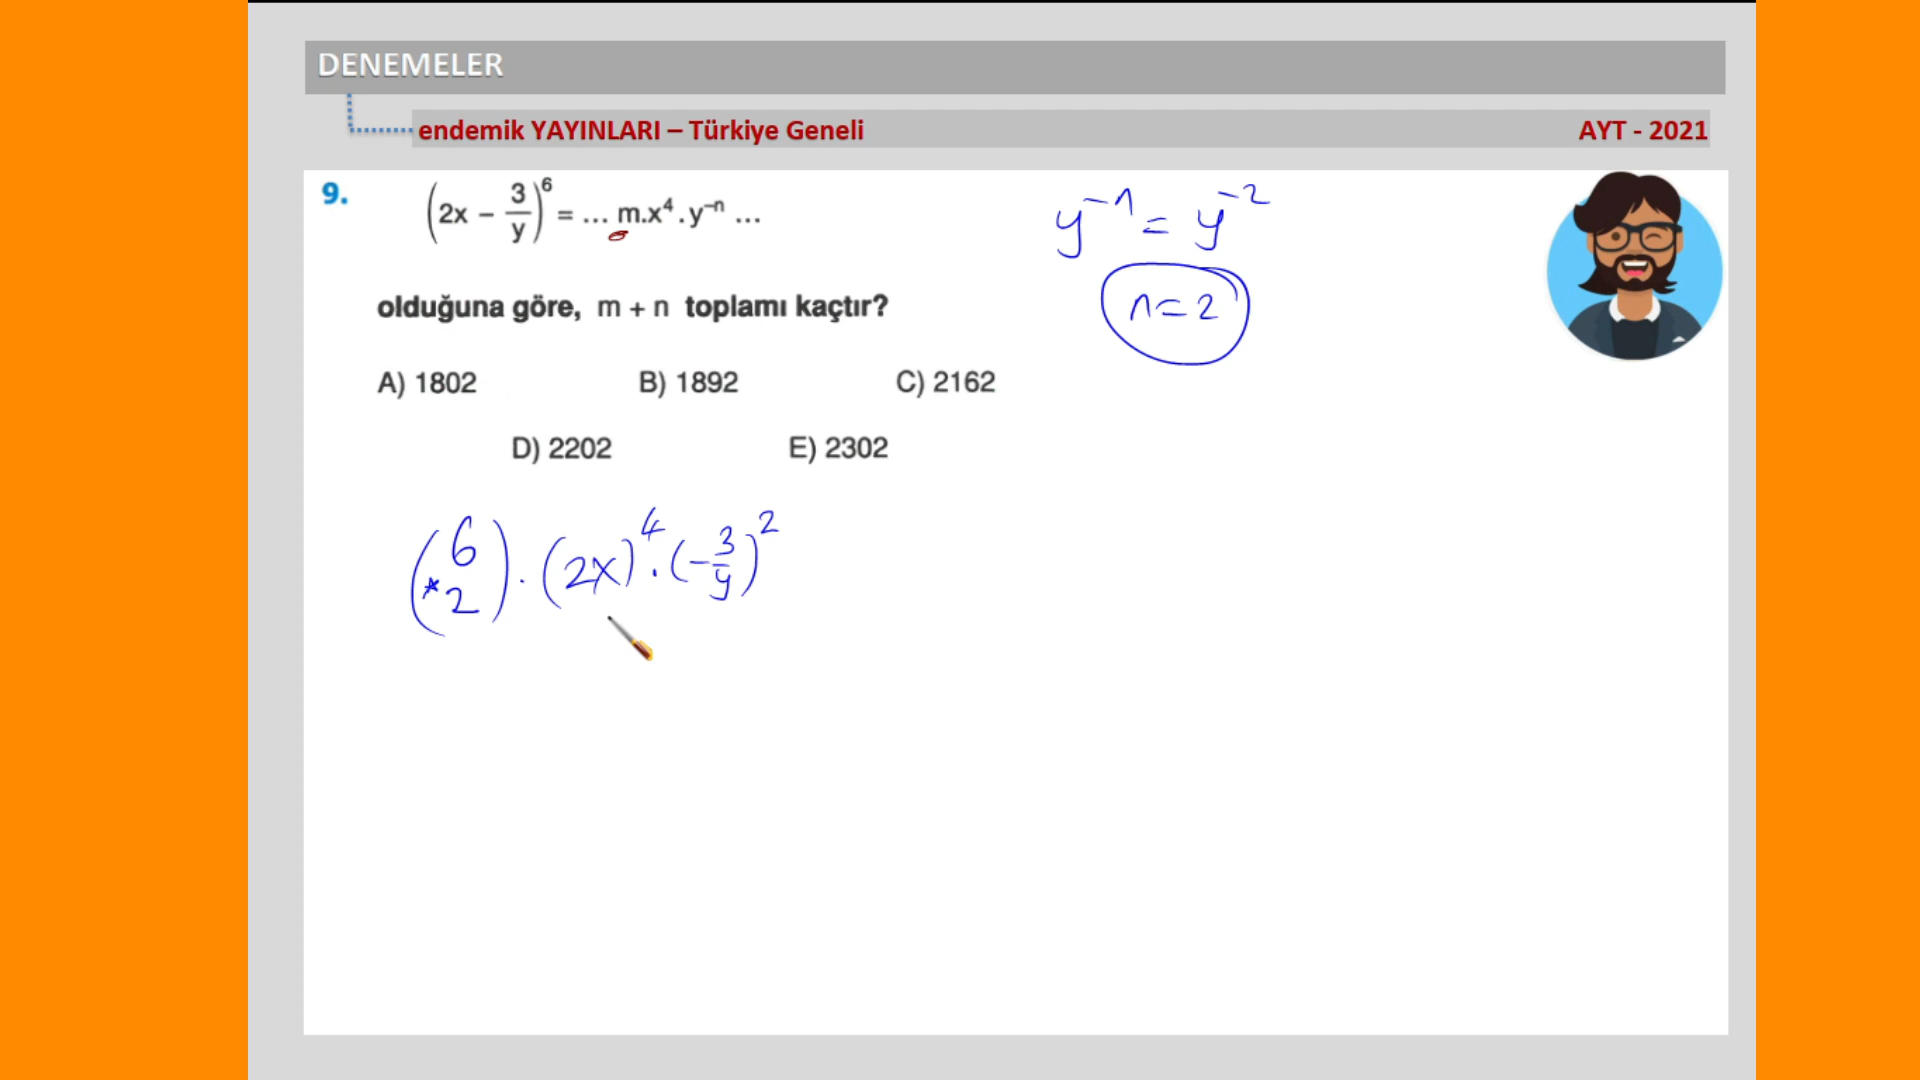 DENEMELER
endemik YAYINLARI – Türkiye Geneli AYT - 2021
9. (2x − 3/y)^6 = ... m.x^4 . y^-n ...
olduğuna göre, m + n toplamı kaçtır?
A) 1802 B) 1892 C) 2162
D) 2202 E) 2302
y^-n = y^-2
n = 2
(6 2) . (2x)^4 . (-3/y)^2